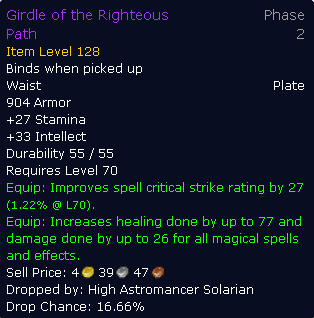 Girdle of the Righteous Phase
Path 2
Item Level 128
Binds when picked up
Waist Plate
904 Armor
+27 Stamina
+33 Intellect
Durability 55 / 55
Requires Level 70
Equip: Improves spell critical strike rating by 27
(1.22% @ L70).
Equip: Increases healing done by up to 77 and
damage done by up to 26 for all magical spells
and effects.
Sell Price: 4 39 47
Dropped by: High Astromancer Solarian
Drop Chance: 16.66%